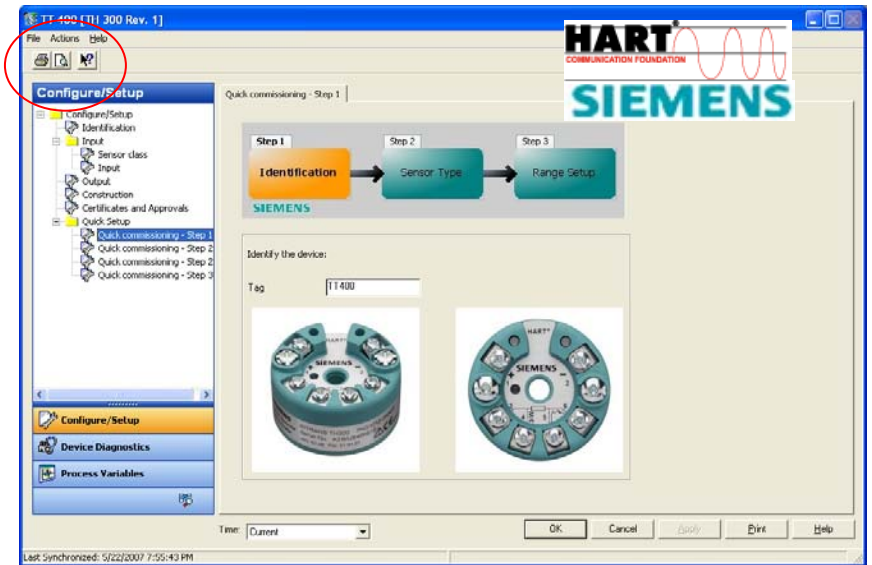 TT 400 [TH 300 Rev. 1]
File Actions Help
HART
COMMUNICATION FOUNDATION
SIEMENS
Configure/Setup
Configure/Setup
Identification
Input
Sensor class
Input
Output
Construction
Certificates and Approvals
Quick Setup
Quick commissioning - Step 1
Quick commissioning - Step 2
Quick commissioning - Step 2
Quick commissioning - Step 3
Configure/Setup
Device Diagnostics
Process Variables
Quick commissioning - Step 1
Step 1 Step 2 Step 3
Identification Sensor Type Range Setup
SIEMENS
Identify the device:
Tag TT400
HART
SIEMENS
HART
SIEMENS
Time: Current OK Cancel Apply Print Help
Last Synchronized: 5/22/2007 7:55:43 PM